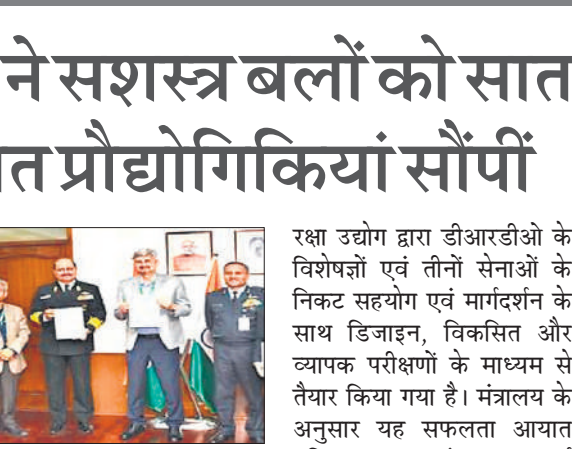 ने सशस्त्र बलों को सात
प्रौद्योगिकियां सौंपीं
रक्षा उद्योग द्वारा डीआरडीओ के
विशेषज्ञों एवं तीनों सेनाओं के
निकट सहयोग एवं मार्गदर्शन के
साथ डिजाइन, विकसित और
व्यापक परीक्षणों के माध्यम से
तैयार किया गया है। मंत्रालय के
अनुसार यह सफलता आयात